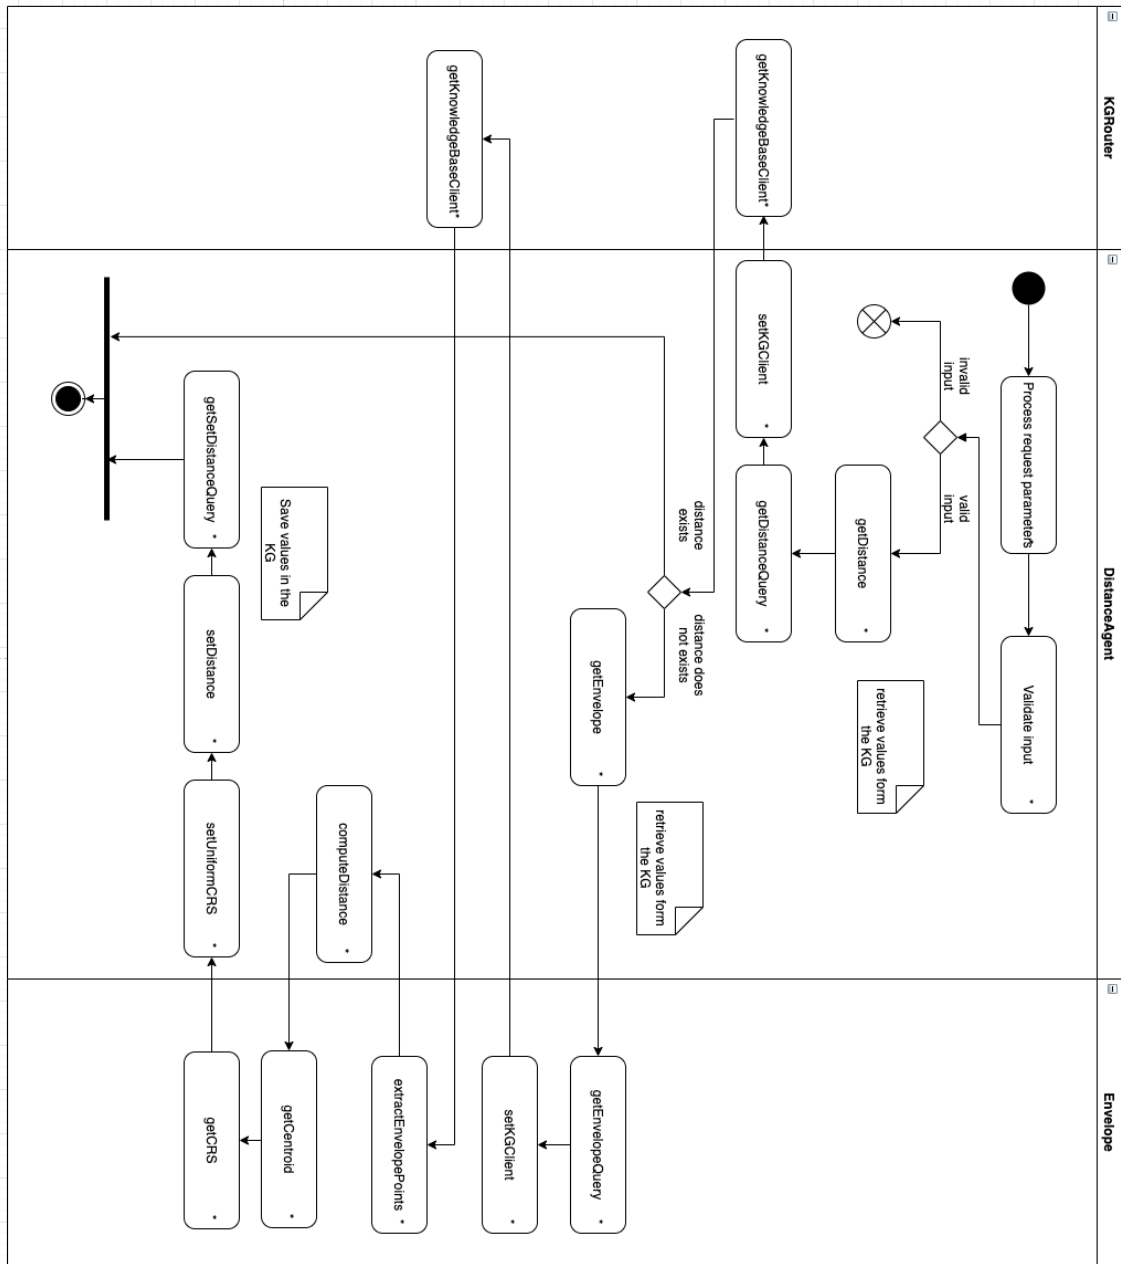 KGRouter
DistanceAgent
Envelope
Process request parameters
*
Validate input
*
invalid
input
valid
input
getDistance
*
retrieve values form
the KG
getDistanceQuery
*
setKGClient
*
getKnowledgeBaseClient*
distance
exists
distance does
not exists
getEnvelope
*
retrieve values form
the KG
getEnvelopeQuery
*
setKGClient
*
getKnowledgeBaseClient*
extractEnvelopePoints
*
computeDistance
*
getCentroid
*
getCRS
*
setUniformCRS
*
setDistance
*
Save values in the
KG
getSetDistanceQuery
*